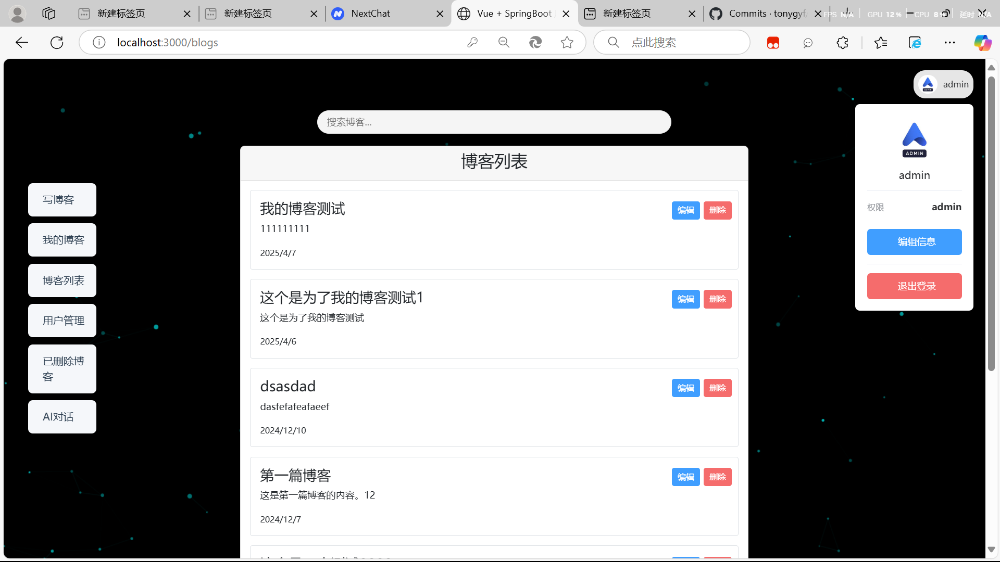 新建标签页
新建标签页
NextChat
Vue + SpringBoot
新建标签页
Commits · tonygyf
FPS N/A
GPU 12 %
CPU 8 %
延时 N/A
localhost:3000/blogs
点此搜索
admin
搜索博客...
ADMIN
admin
权限 admin
编辑信息
退出登录
写博客
我的博客
博客列表
用户管理
已删除博
客
AI对话
博客列表
我的博客测试
编辑 删除
111111111
2025/4/7
这个是为了我的博客测试1
编辑 删除
这个是为了我的博客测试
2025/4/6
dsasdad
编辑 删除
dasfefafeafaeef
2024/12/10
第一篇博客
编辑 删除
这是第一篇博客的内容。12
2024/12/7